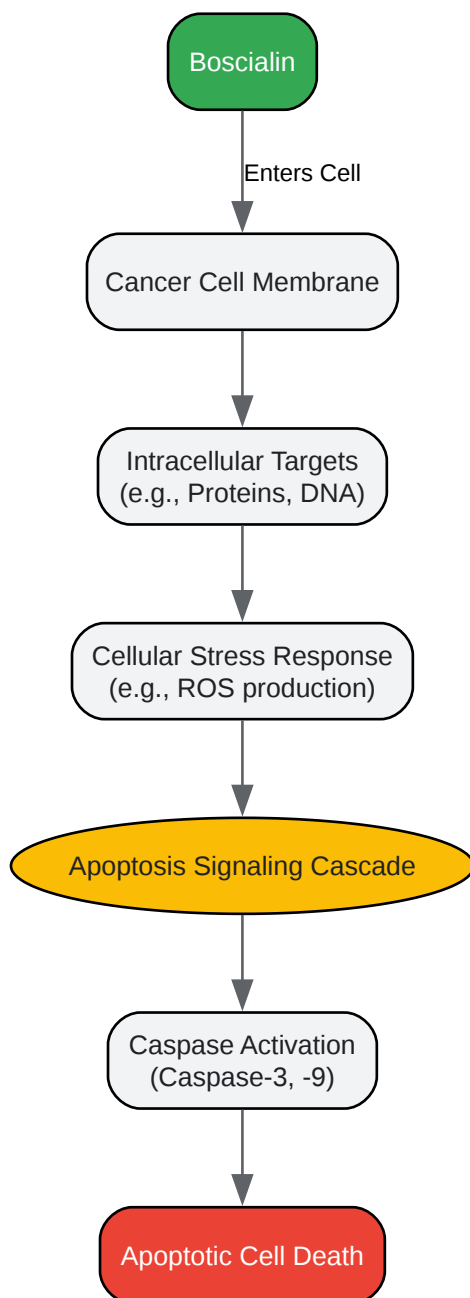 Boscialin
Enters Cell
Cancer Cell Membrane
Intracellular Targets
(e.g., Proteins, DNA)
Cellular Stress Response
(e.g., ROS production)
Apoptosis Signaling Cascade
Caspase Activation
(Caspase-3, -9)
Apoptotic Cell Death